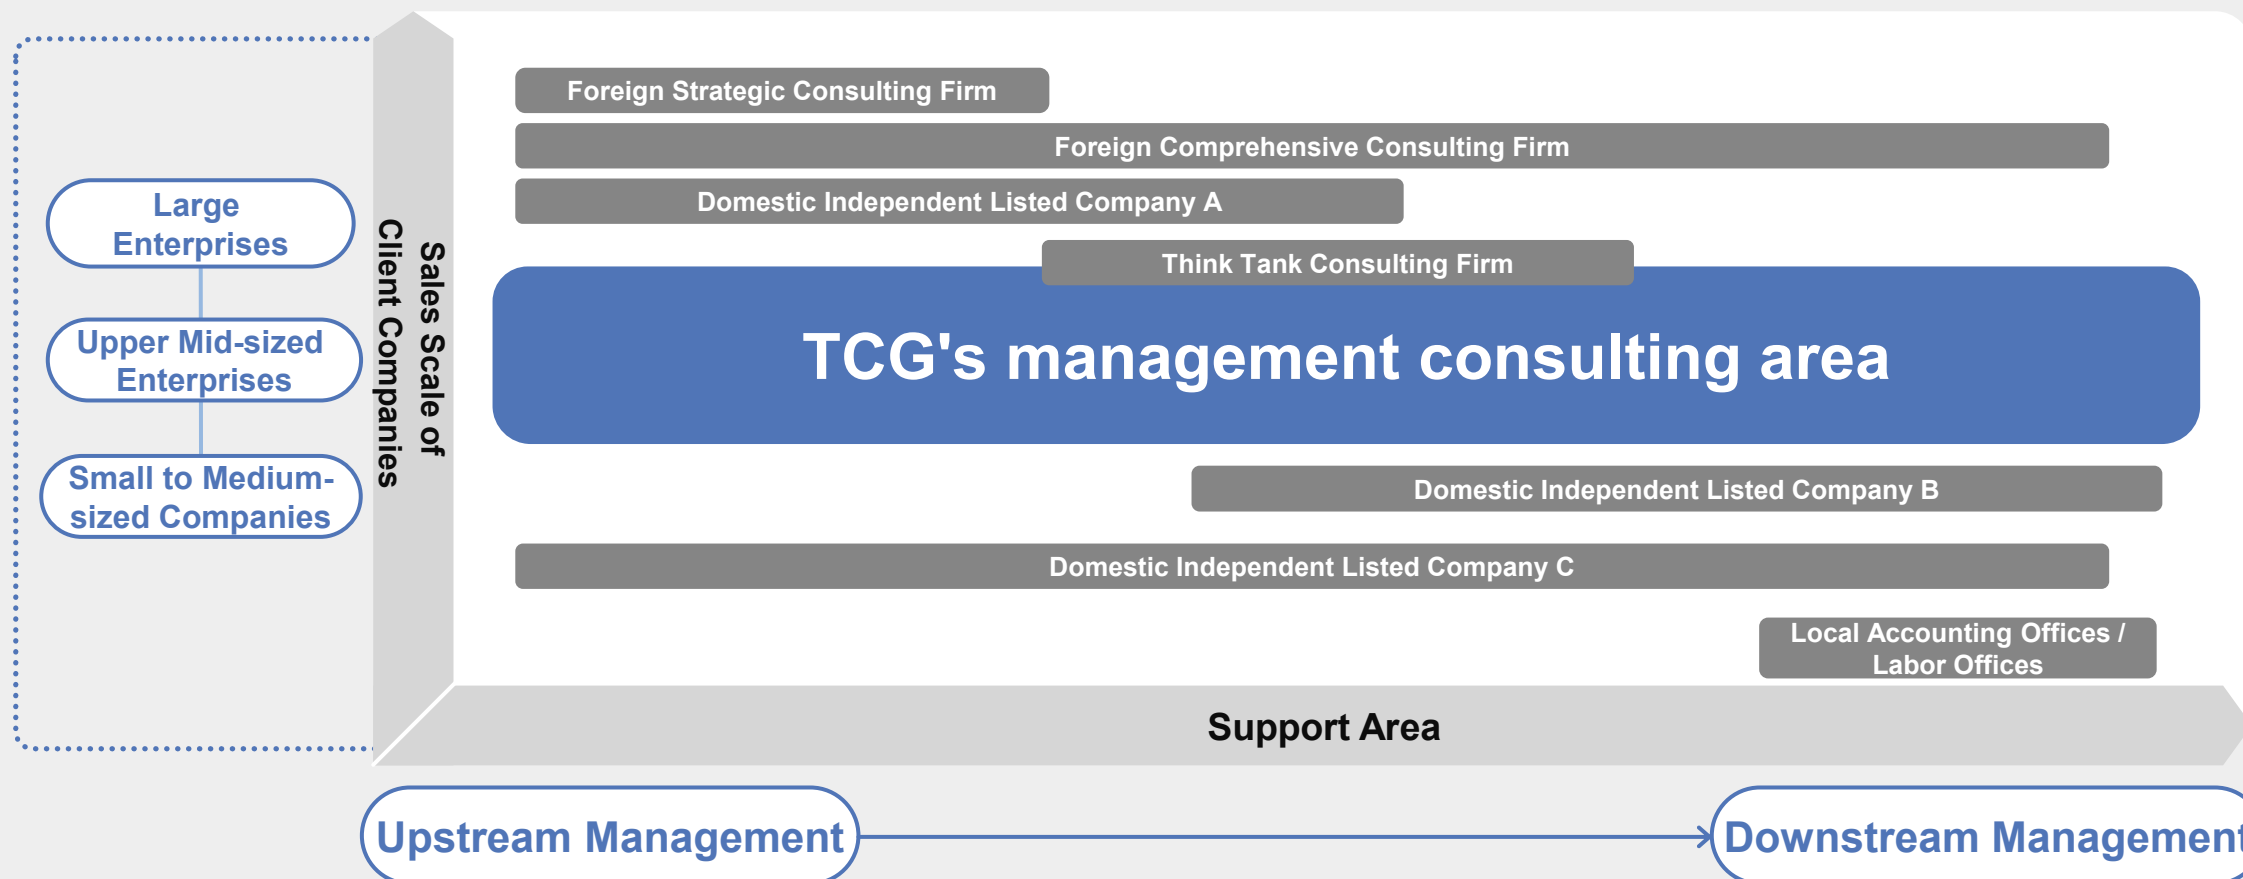 Foreign Strategic Consulting Firm
Foreign Comprehensive Consulting Firm
Domestic Independent Listed Company A
Think Tank Consulting Firm
TCG's management consulting area
Domestic Independent Listed Company B
Domestic Independent Listed Company C
Local Accounting Offices /
Labor Offices
Large
Enterprises
Upper Mid-sized
Enterprises
Small to Medium-
sized Companies
Sales Scale of
Client Companies
Support Area
Upstream Management
Downstream Management